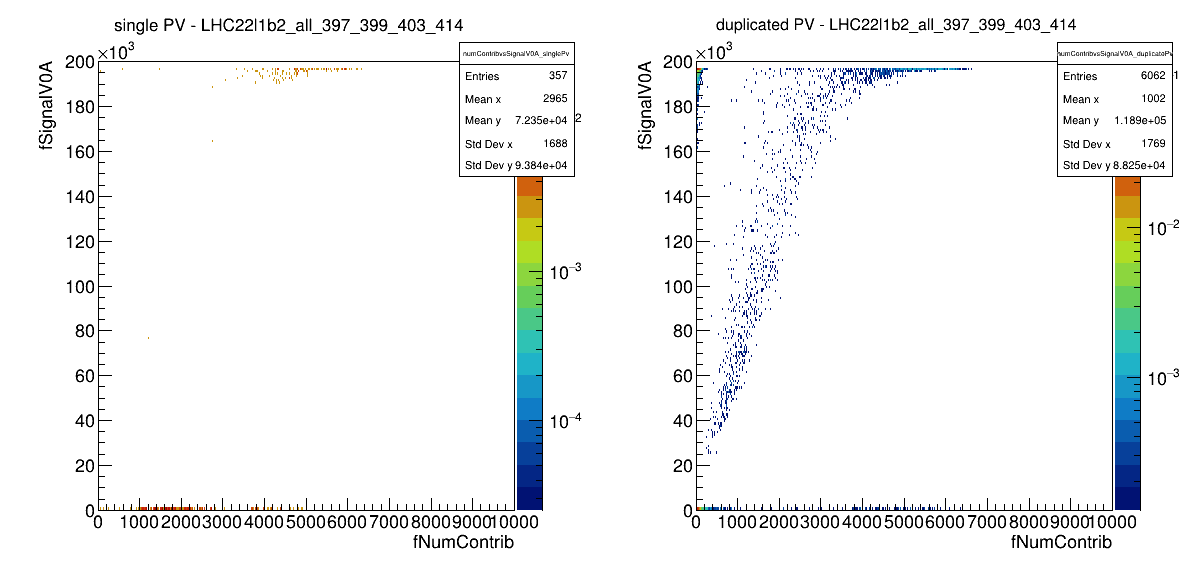 single PV - LHC22l1b2_all_397_399_403_414
×10³
fSignalV0A
200
180
160
140
120
100
80
60
40
20
0
0 1000 2000 3000 4000 5000 6000 7000 8000 9000 10000
fNumContrib
numContribvsSignalV0A_singlePv
Entries 357
Mean x 2965
Mean y 7.235e+04
Std Dev x 1688
Std Dev y 9.384e+04
2
10⁻³
10⁻⁴
duplicated PV - LHC22l1b2_all_397_399_403_414
×10³
fSignalV0A
200
180
160
140
120
100
80
60
40
20
0
0 1000 2000 3000 4000 5000 6000 7000 8000 9000 10000
fNumContrib
numContribvsSignalV0A_duplicatePv
Entries 6062
Mean x 1002
Mean y 1.189e+05
Std Dev x 1769
Std Dev y 8.825e+04
1
10⁻²
10⁻³